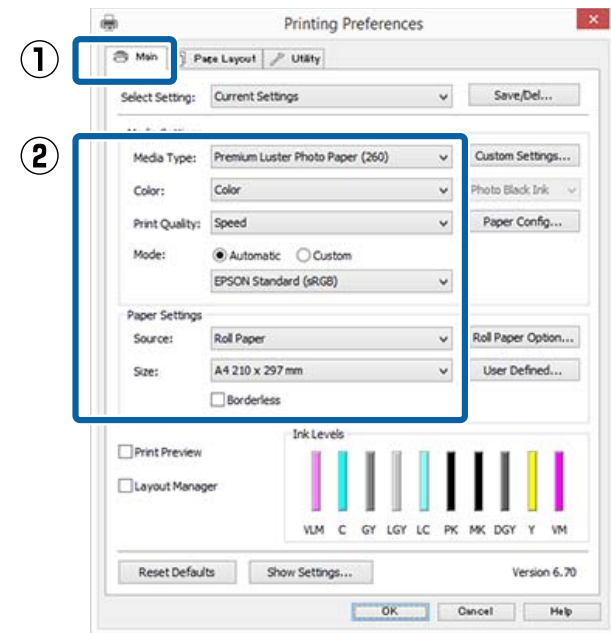 Printing Preferences
①
Main Page Layout Utility
Select Setting: Current Settings Save/Del...
②
Media Type: Premium Luster Photo Paper (260) Custom Settings...
Color: Color Photo Black Ink
Print Quality: Speed Paper Config...
Mode: Automatic Custom
EPSON Standard (sRGB)
Paper Settings
Source: Roll Paper Roll Paper Option...
Size: A4 210 x 297 mm User Defined...
Borderless
Ink Levels
Print Preview
Layout Manager
VLM C GY LGY LC PK MK DGY Y VM
Reset Defaults Show Settings... Version 6.70
OK Cancel Help